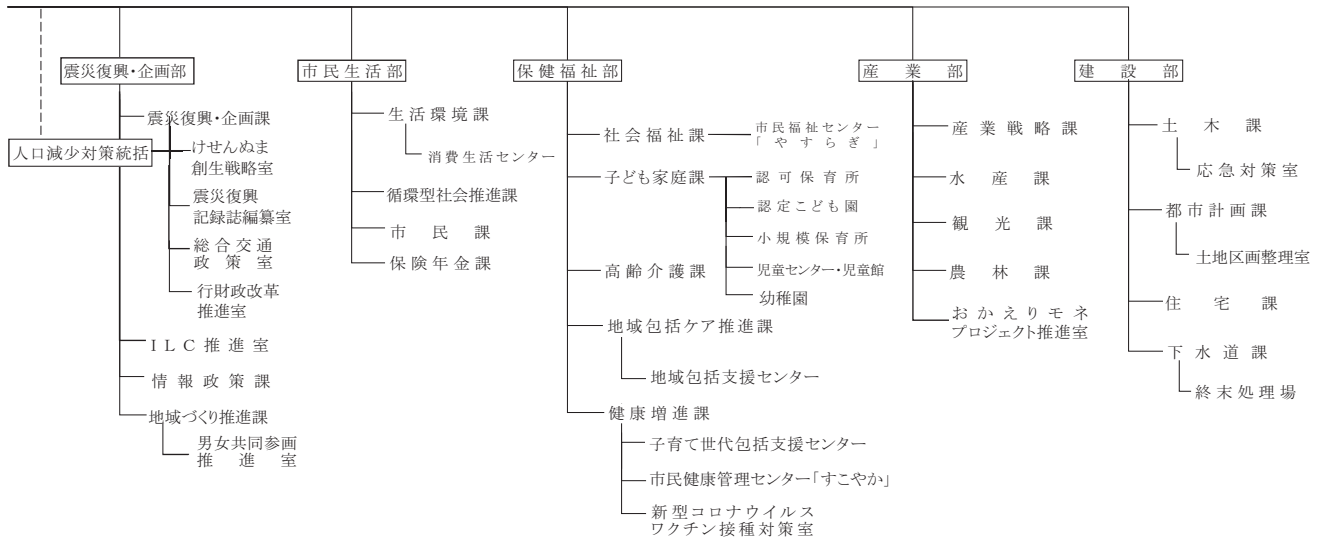 震災復興・企画部
震災復興・企画課
人口減少対策統括
けせんぬま
創生戦略室
震災復興
記録誌編纂室
総合交通
政策室
行財政改革
推進室
ILC推進室
情報政策課
地域づくり推進課
男女共同参画
推進室
市民生活部
生活環境課
消費生活センター
循環型社会推進課
市民課
保険年金課
保健福祉部
社会福祉課
市民福祉センター
「やすらぎ」
子ども家庭課
認可保育所
認定こども園
小規模保育所
児童センター・児童館
幼稚園
高齢介護課
地域包括ケア推進課
地域包括支援センター
健康増進課
子育て世代包括支援センター
市民健康管理センター「すこやか」
新型コロナウイルス
ワクチン接種対策室
産業部
産業戦略課
水産課
観光課
農林課
おかえりモネ
プロジェクト推進室
建設部
土木課
応急対策室
都市計画課
土地区画整理室
住宅課
下水道課
終末処理場